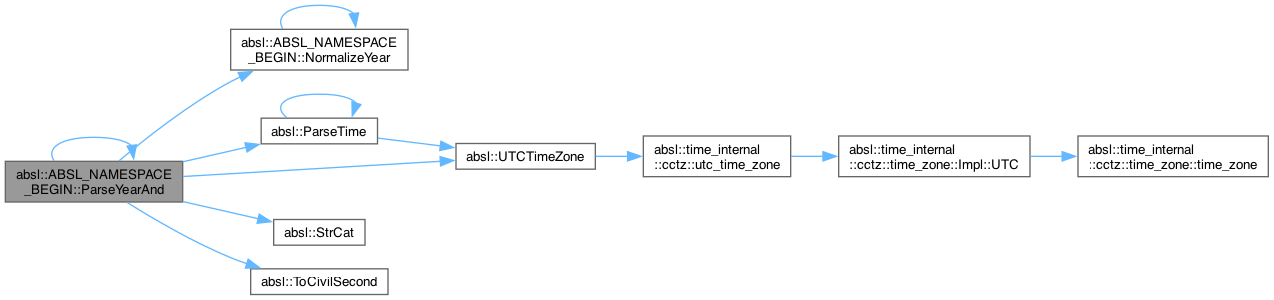 absl::ABSL_NAMESPACE
_BEGIN::NormalizeYear
absl::ParseTime
absl::time_internal
::cctz::utc_time_zone
absl::time_internal
::cctz::time_zone::Impl::UTC
absl::time_internal
::cctz::time_zone::time_zone
absl::UTCTimeZone
absl::ABSL_NAMESPACE
_BEGIN::ParseYearAnd
absl::StrCat
absl::ToCivilSecond